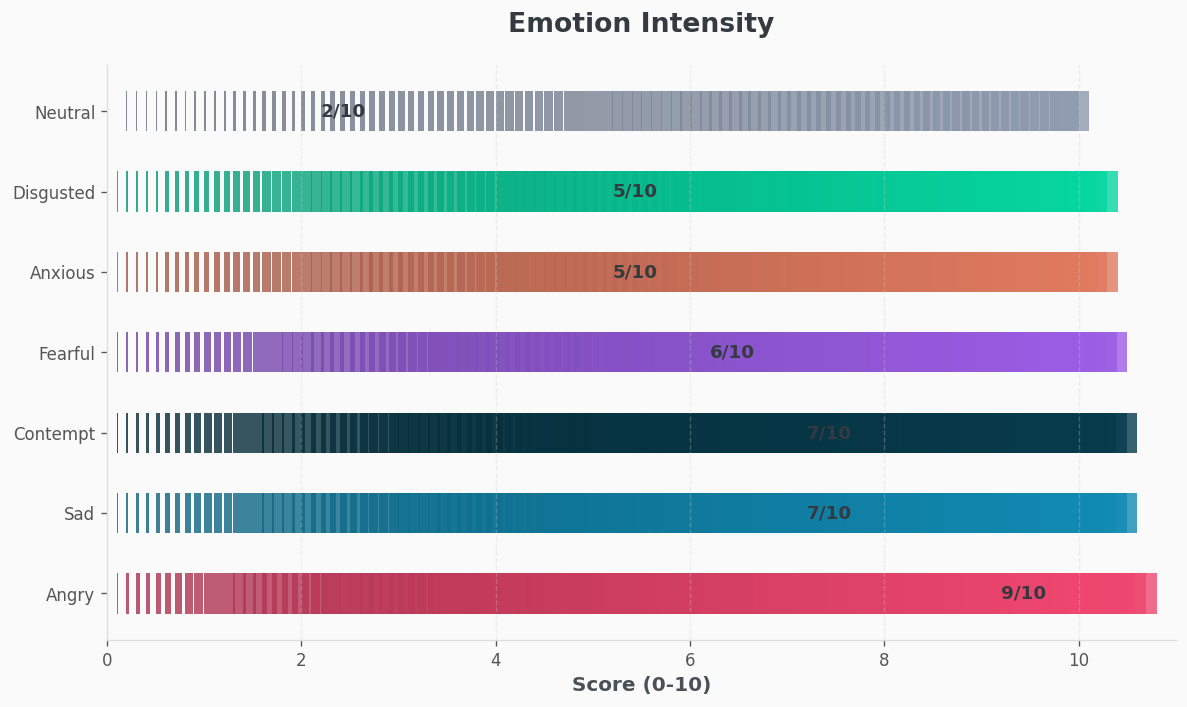 Emotion Intensity
Neutral 2/10
Disgusted 5/10
Anxious 5/10
Fearful 6/10
Contempt 7/10
Sad 7/10
Angry 9/10
0 2 4 6 8 10
Score (0-10)